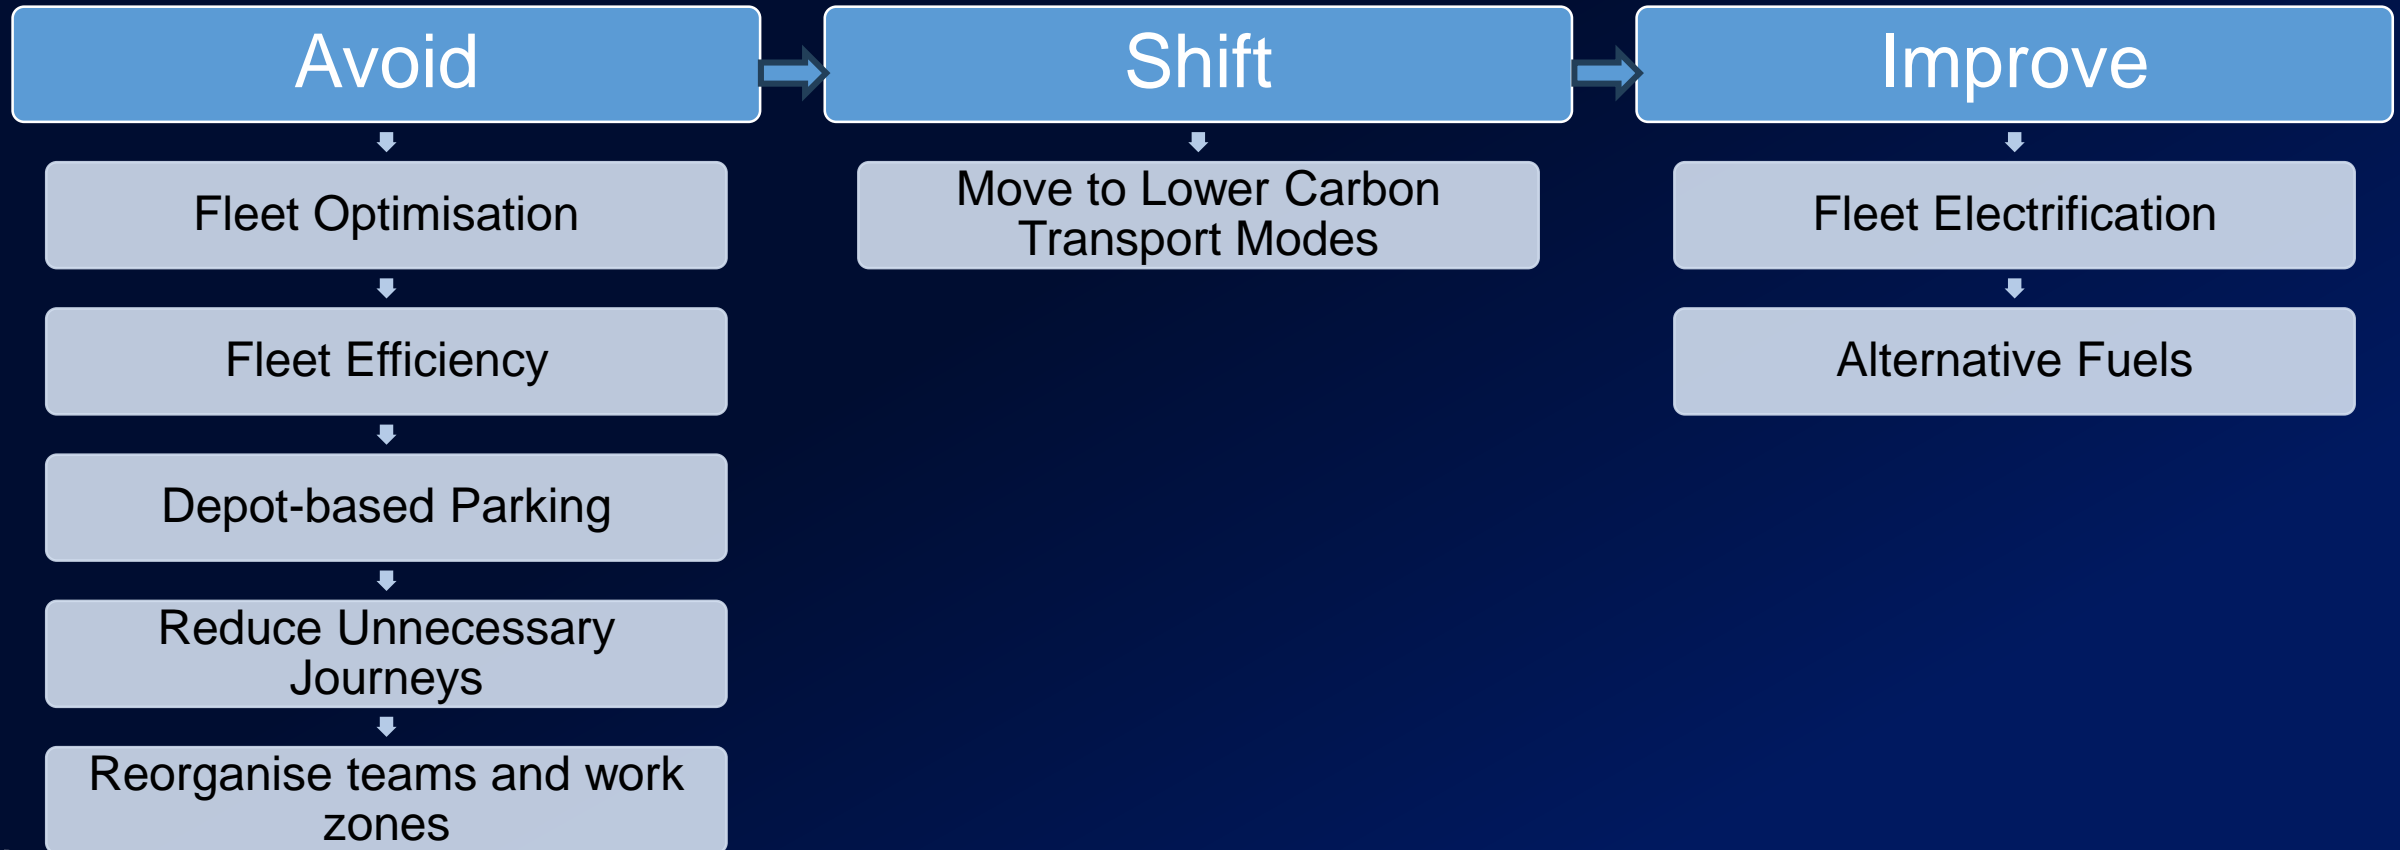 Avoid
Shift
Improve
Fleet Optimisation
Fleet Efficiency
Depot-based Parking
Reduce Unnecessary
Journeys
Reorganise teams and work
zones
Move to Lower Carbon
Transport Modes
Fleet Electrification
Alternative Fuels